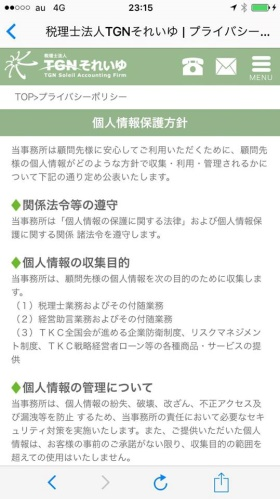 au 4G 23:15
税理士法人TGNそれいゆ | プライバシー...
税理士法人
TGNそれいゆ
TGN Soleil Accounting Firm
MENU
TOP>プライバシーポリシー
個人情報保護方針
当事務所は顧問先様に安心してご利用いただくために、顧問先
様の個人情報がどのような方針で収集・利用・管理されるかに
ついて下記の通り定め公表いたします。
関係法令等の遵守
当事務所は「個人情報の保護に関する法律」および個人情報保
護に関する関係 諸法令を遵守します。
個人情報の収集目的
当事務所は、顧問先様の個人情報を次の目的のために収集しま
す。
（1）税理士業務およびその付随業務
（2）経営助言業務およびその付随業務
（3）ＴＫＣ全国会が進める企業防衛制度、リスクマネジメン
ト制度、ＴＫＣ戦略経営者ローン等の各種商品・サービスの提
供
個人情報の管理について
当事務所は、個人情報の紛失、破壊、改ざん、不正アクセス及
び漏洩等を防止 するため、当事務所の責任において必要なセキ
ュリティ対策を実施いたします。また、ご提供いただいた個人
情報は、お客様の事前のご承諾がない限り、収集目的の範囲を
超えての使用はいたしません。